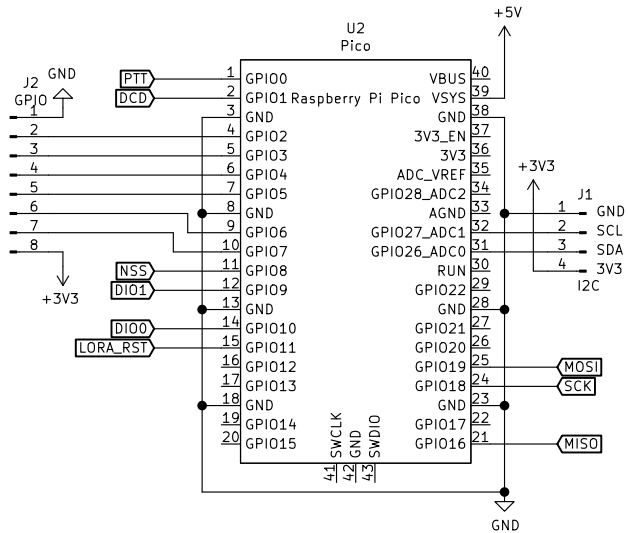 +5V
U2
Pico
J2
GPIO
GND
1
2
3
4
5
6
7
8
+3V3
PTT
DCD
NSS
DIO1
DIO0
LORA_RST
1 GPIO0
2 GPIO1
3 GND
4 GPIO2
5 GPIO3
6 GPIO4
7 GPIO5
8 GND
9 GPIO6
10 GPIO7
11 GPIO8
12 GPIO9
13 GND
14 GPIO10
15 GPIO11
16 GPIO12
17 GPIO13
18 GND
19 GPIO14
20 GPIO15
Raspberry Pi Pico
VBUS 40
VSYS 39
GND 38
3V3_EN 37
3V3 36
ADC_VREF 35
GPIO28_ADC2 34
AGND 33
GPIO27_ADC1 32
GPIO26_ADC0 31
RUN 30
GPIO22 29
GND 28
GPIO21 27
GPIO20 26
GPIO19 25
GPIO18 24
GND 23
GPIO17 22
GPIO16 21
SWCLK 41
GND 42
SWDIO 43
+3V3
J1
1 GND
2 SCL
3 SDA
4 3V3
I2C
MOSI
SCK
MISO
GND